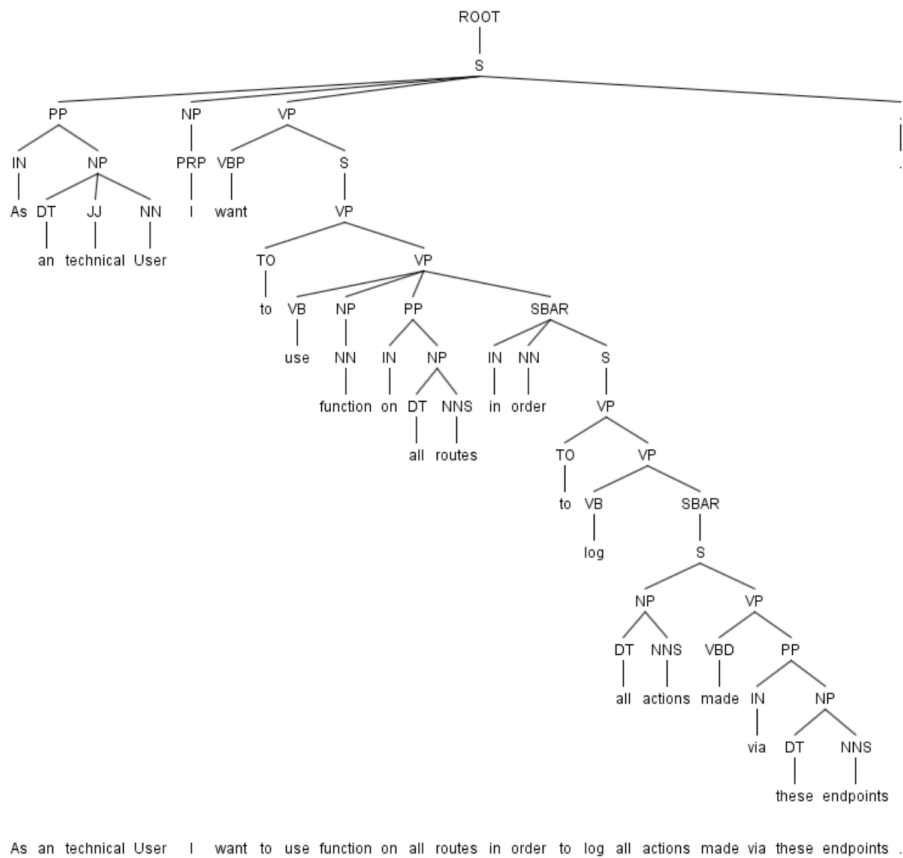 ROOT
S
PP NP VP .
IN NP PRP VBP S .
As DT JJ NN I want VP
an technical User TO VP
to VB NP PP SBAR
use NN IN NP IN NN S
function on DT NNS in order VP
all routes TO VP
to VB SBAR
log S
NP VP
DT NNS VBD PP
all actions made IN NP
via DT NNS
these endpoints
As an technical User I want to use function on all routes in order to log all actions made via these endpoints .